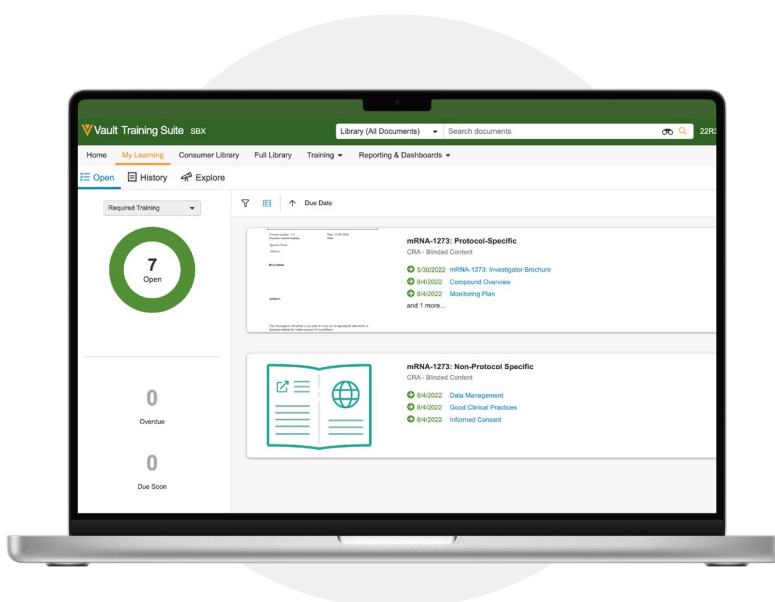 Vault Training Suite SBX
Library (All Documents) Search documents 22R3
Home My Learning Consumer Library Full Library Training Reporting & Dashboards
Open History Explore
Required Training
Due Date
7
Open
0
Overdue
0
Due Soon
mRNA-1273: Protocol-Specific
CRA - Blinded Content
5/30/2022 mRNA-1273: Investigator Brochure
8/4/2022 Compound Overview
8/4/2022 Monitoring Plan
and 1 more...
mRNA-1273: Non-Protocol Specific
CRA - Blinded Content
8/4/2022 Data Management
8/4/2022 Good Clinical Practices
8/4/2022 Informed Consent